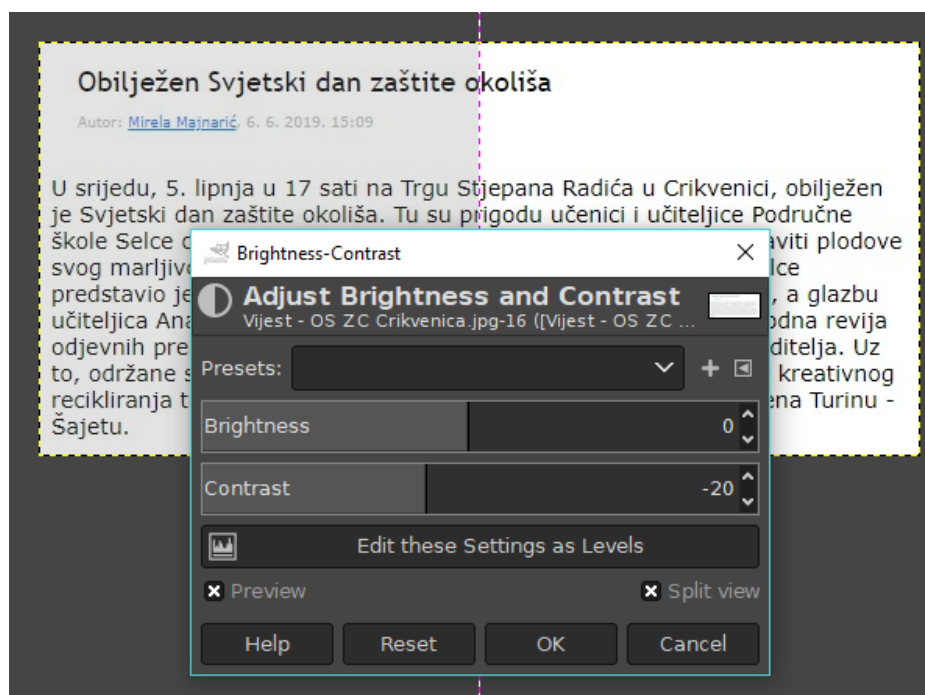 Obilježen Svjetski dan zaštite okoliša
Autor: Mirela Majnarić, 6. 6. 2019. 15:09
U srijedu, 5. lipnja u 17 sati na Trgu Stjepana Radića u Crikvenici, obilježen
je Svjetski dan zaštite okoliša. Tu su prigodu učenici i učiteljice Područne
škole Selce
aviti plodove
svog
lce
predstavio je
, a glazbu
učiteljica
odna revija
odjevnih
ditelja. Uz
to, održane
kreativnog
recikliranja
ena Turinu -
Šajetu.
Brightness-Contrast
Adjust Brightness and Contrast
Vijest - OS ZC Crikvenica.jpg-16 ([Vijest - OS ZC ...
Presets:
Brightness 0
Contrast -20
Edit these Settings as Levels
Preview Split view
Help Reset OK Cancel